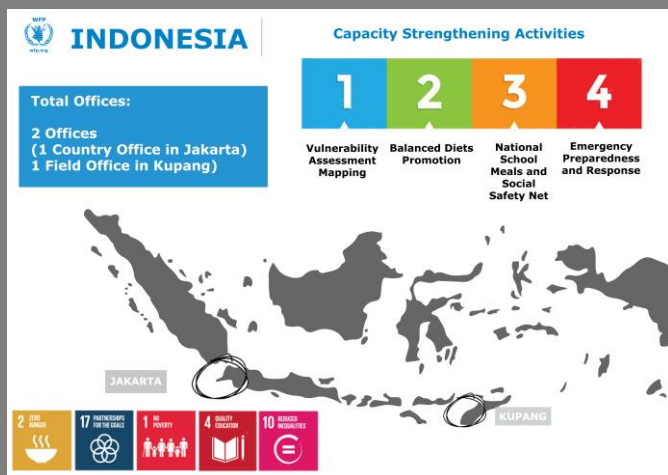 WFP
wfp.org
INDONESIA
Capacity Strengthening Activities
Total Offices:
2 Offices
(1 Country Office in Jakarta)
1 Field Office in Kupang)
1
2
3
4
Vulnerability
Assessment
Mapping
Balanced Diets
Promotion
National
School
Meals and
Social
Safety Net
Emergency
Preparedness
and Response
JAKARTA
KUPANG
2 ZERO
HUNGER
17 PARTNERSHIPS
FOR THE GOALS
1 NO
POVERTY
4 QUALITY
EDUCATION
10 REDUCED
INEQUALITIES